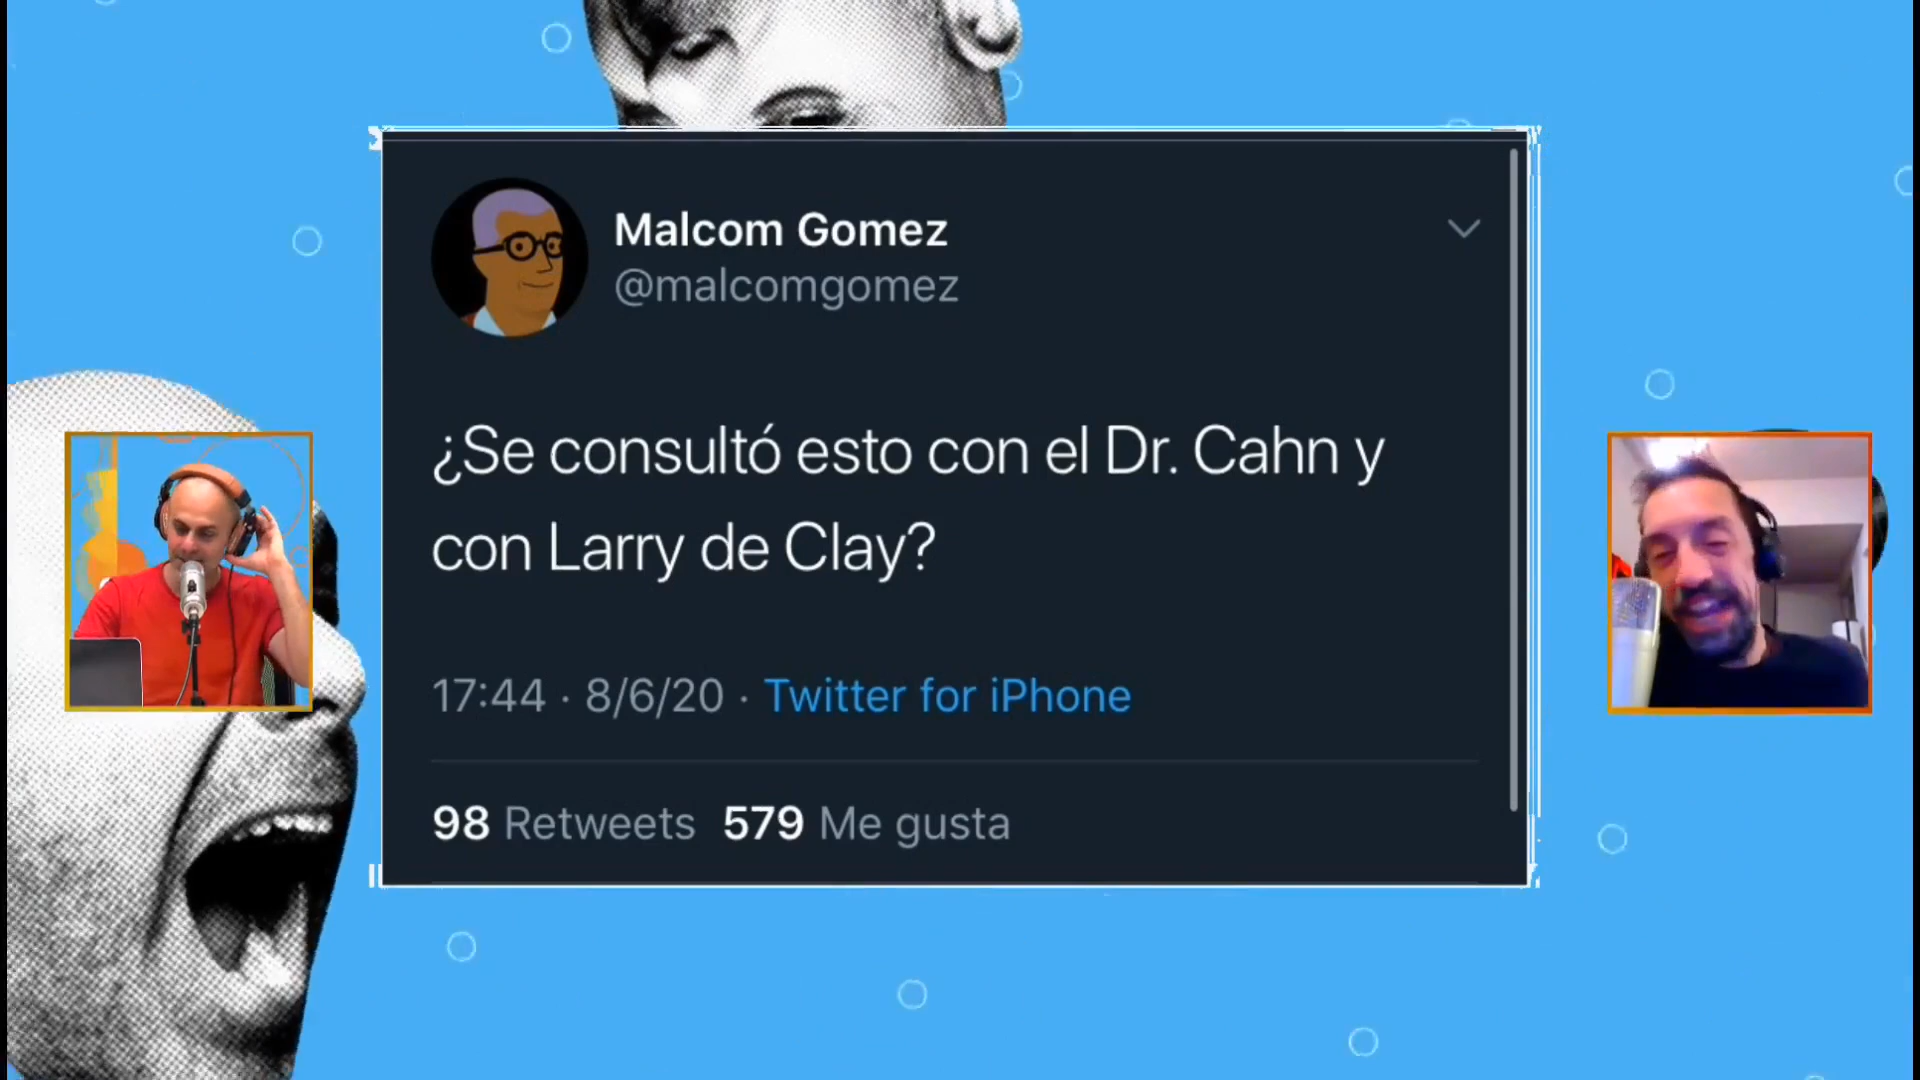 Malcom Gomez
@malcomgomez
¿Se consultó esto con el Dr. Cahn y
con Larry de Clay?
17:44 · 8/6/20 · Twitter for iPhone
98 Retweets 579 Me gusta